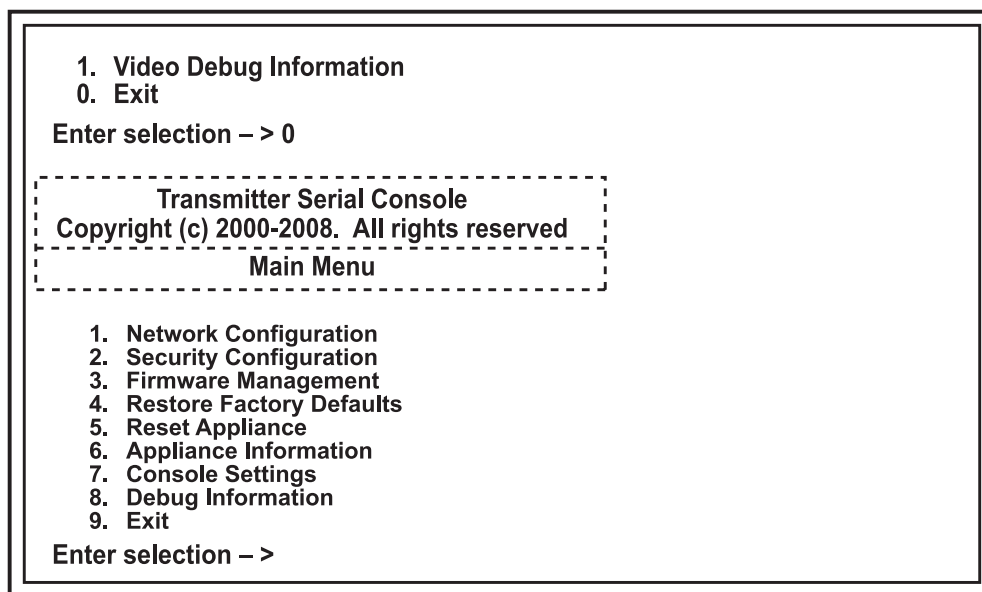 1. Video Debug Information
0. Exit
Enter selection – > 0
Transmitter Serial Console
Copyright (c) 2000-2008. All rights reserved
Main Menu
1. Network Configuration
2. Security Configuration
3. Firmware Management
4. Restore Factory Defaults
5. Reset Appliance
6. Appliance Information
7. Console Settings
8. Debug Information
9. Exit
Enter selection – >